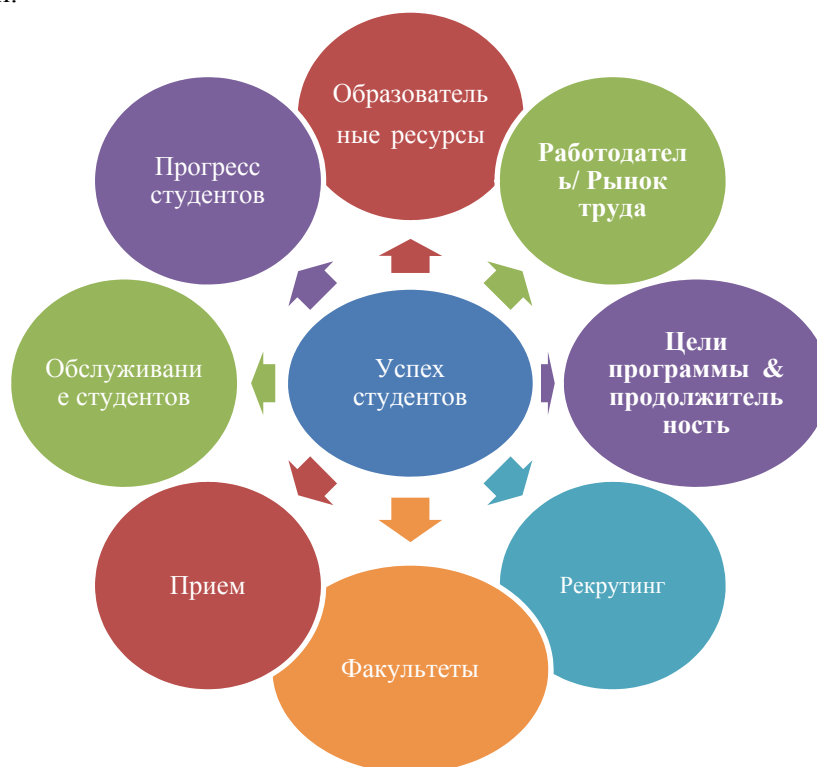 Образователь
ные ресурсы
Прогресс
студентов
Работодател
ь/ Рынок
труда
Обслуживани
е студентов
Успех
студентов
Цели
программы &
продолжитель
ность
Прием
Рекрутинг
Факультеты